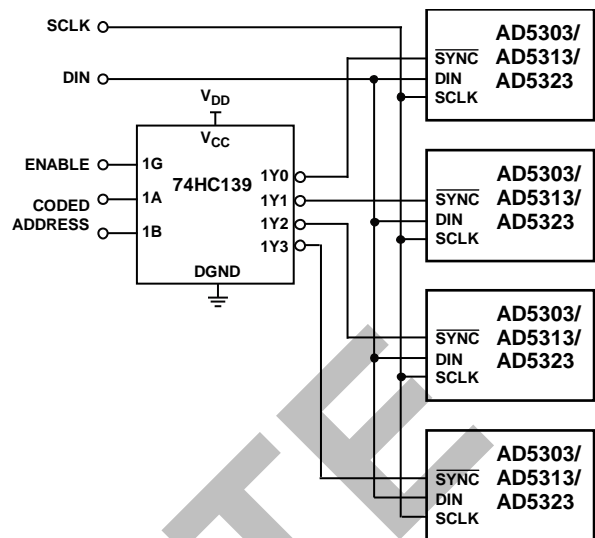 SCLK
DIN
V_DD
V_CC
ENABLE
CODED
ADDRESS
1G
1A
1B
74HC139
1Y0
1Y1
1Y2
1Y3
DGND
AD5303/
AD5313/
AD5323
SYNC
DIN
SCLK
AD5303/
AD5313/
AD5323
SYNC
DIN
SCLK
AD5303/
AD5313/
AD5323
SYNC
DIN
SCLK
AD5303/
AD5313/
AD5323
SYNC
DIN
SCLK
TE